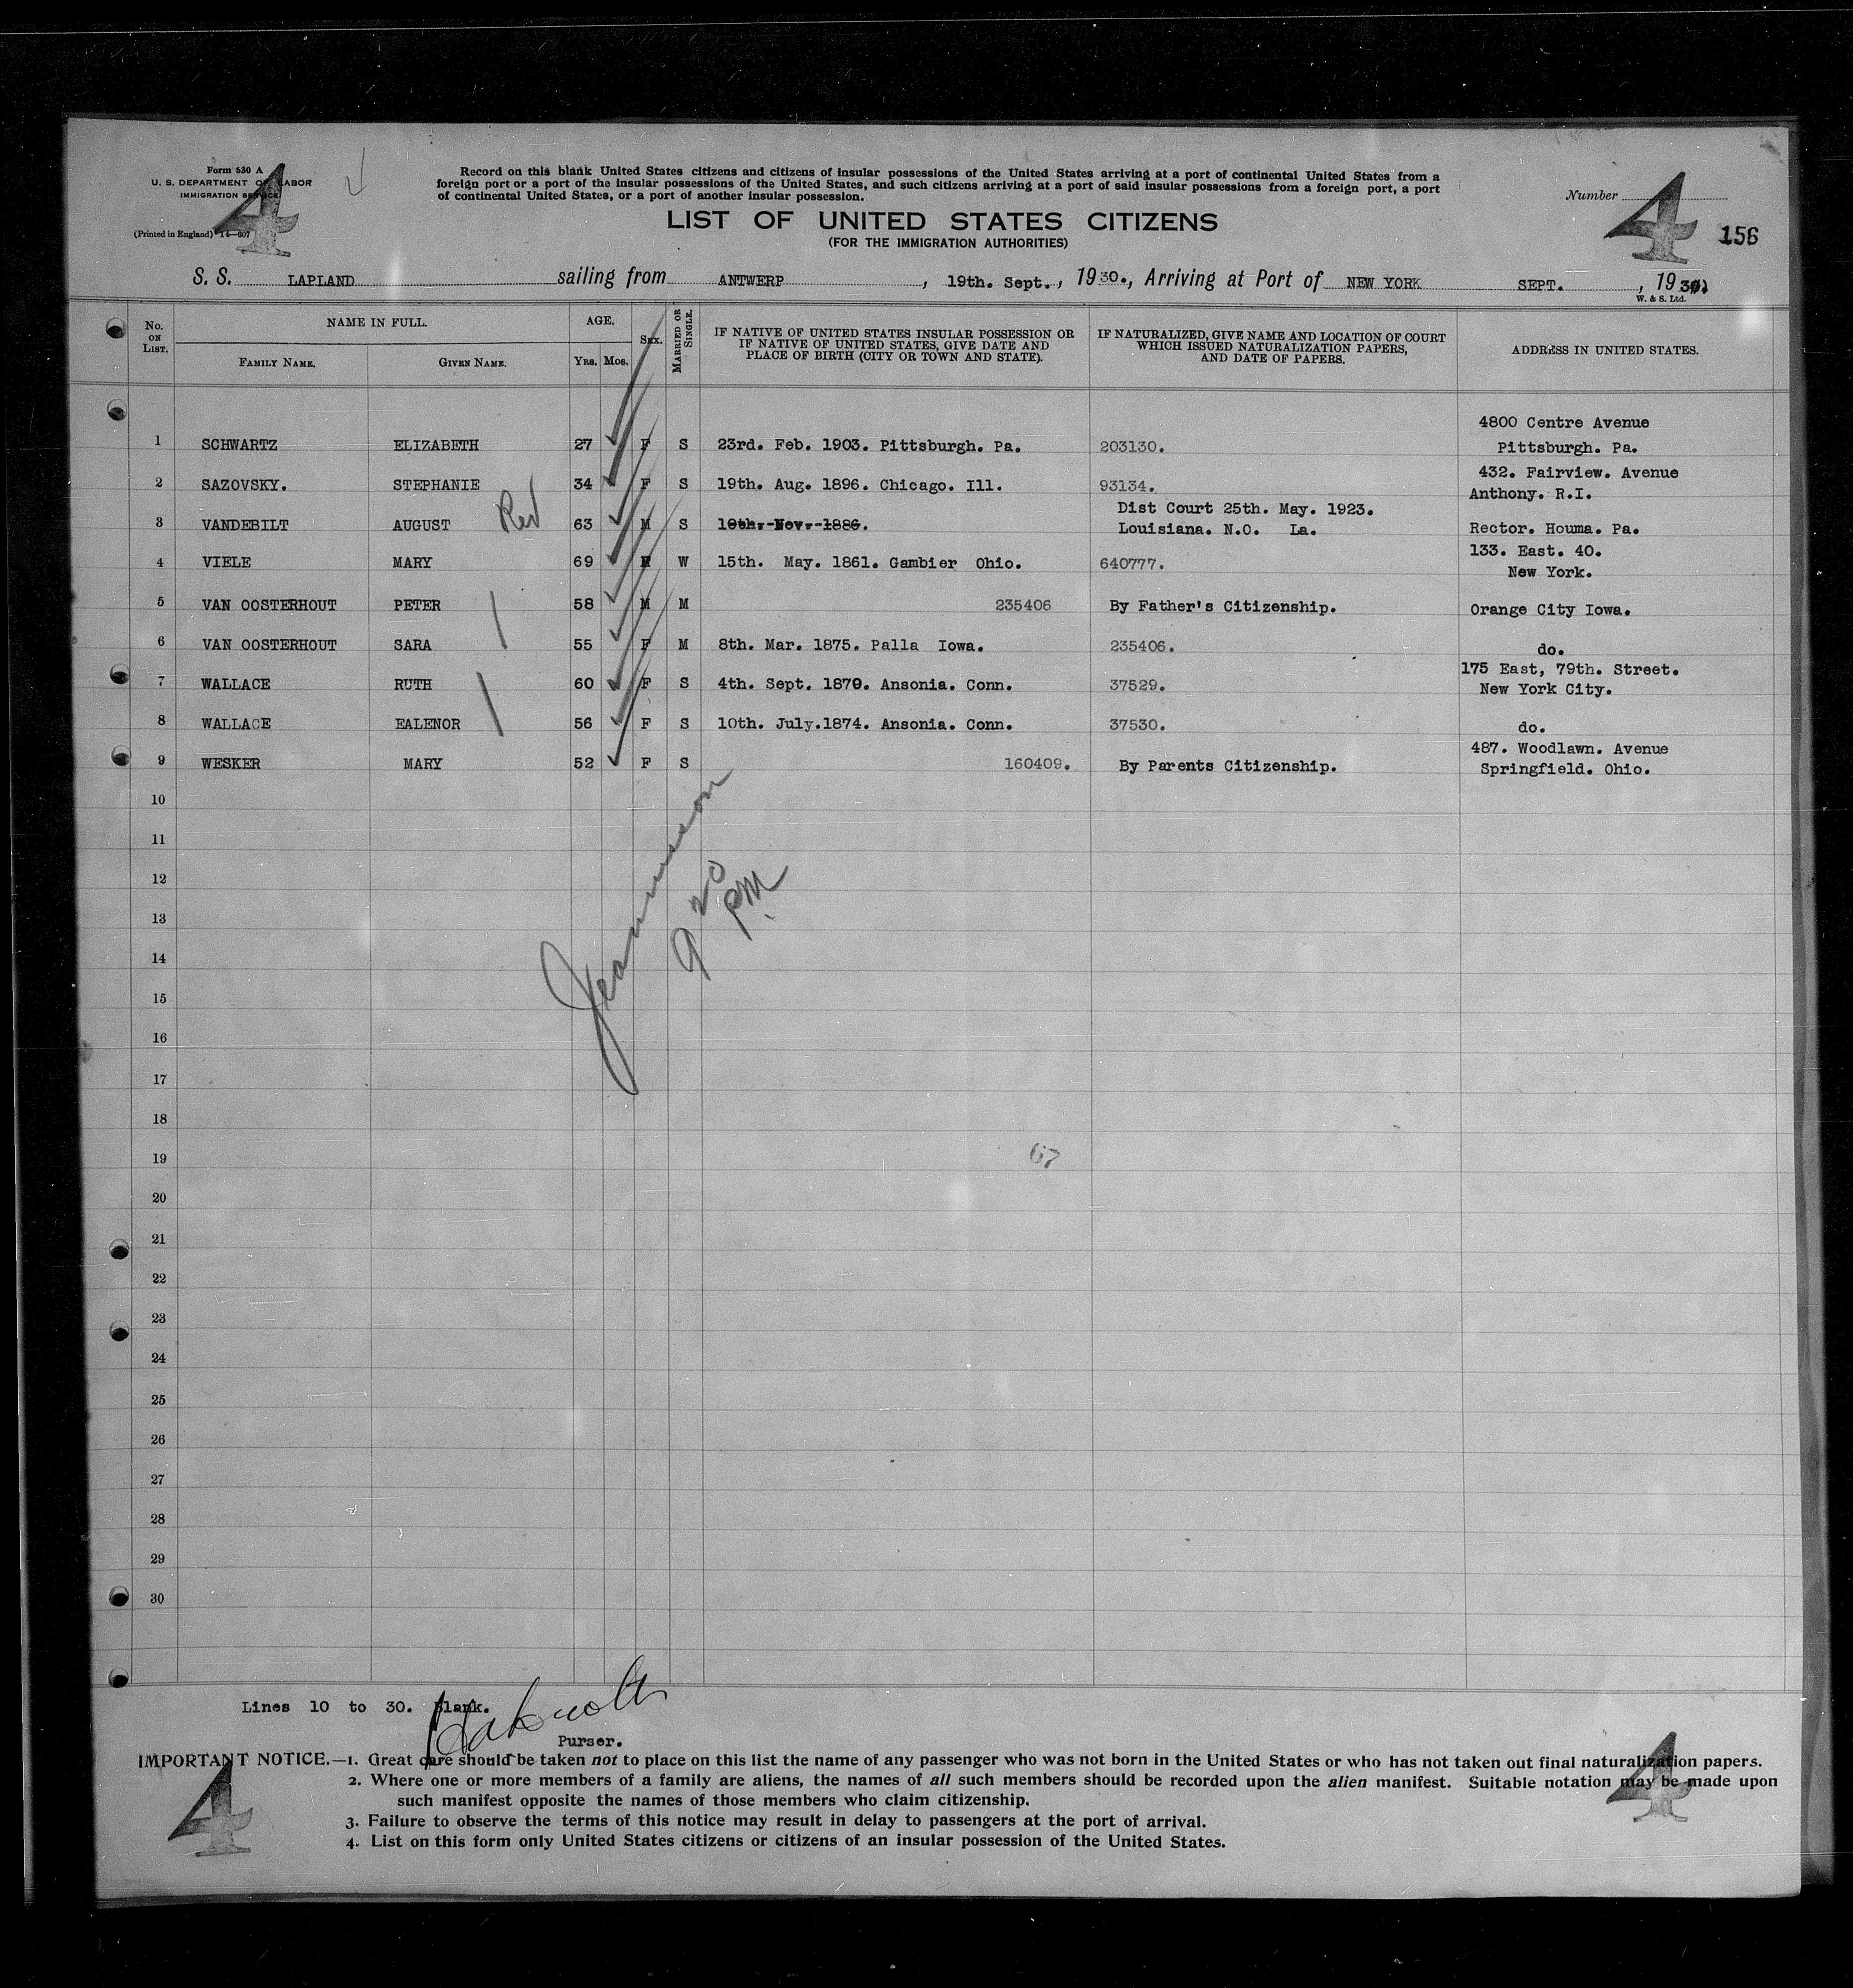 Form 530 A
U. S. DEPARTMENT OF LABOR
IMMIGRATION SERVICE
(Printed in England) 14—607
4
Record on this blank United States citizens and citizens of insular possessions of the United States arriving at a port of continental United States from a
foreign port or a port of the insular possessions of the United States, and such citizens arriving at a port of said insular possessions from a foreign port, a port
of continental United States, or a port of another insular possession.
LIST OF UNITED STATES CITIZENS
(FOR THE IMMIGRATION AUTHORITIES)
Number
4
156
S. S. LAPLAND sailing from ANTWERP, 19th. Sept., 1930., Arriving at Port of NEW YORK SEPT., 1930
W. & S. Ltd.
No. ON LIST.
NAME IN FULL.
FAMILY NAME. GIVEN NAME.
AGE.
Yrs. Mos.
SEX.
MARRIED OR SINGLE.
IF NATIVE OF UNITED STATES INSULAR POSSESSION OR
IF NATIVE OF UNITED STATES, GIVE DATE AND
PLACE OF BIRTH (CITY OR TOWN AND STATE).
IF NATURALIZED, GIVE NAME AND LOCATION OF COURT
WHICH ISSUED NATURALIZATION PAPERS,
AND DATE OF PAPERS.
ADDRESS IN UNITED STATES.
4800 Centre Avenue
1 SCHWARTZ ELIZABETH 27 F S 23rd. Feb. 1903. Pittsburgh. Pa. 203130. Pittsburgh. Pa.
432. Fairview. Avenue
2 SAZOVSKY. STEPHANIE 34 F S 19th. Aug. 1896. Chicago. Ill. 93134. Anthony. R.I.
Dist Court 25th. May. 1923.
3 VANDEBILT AUGUST Rev 63 M S 10th. Nov. 1886. Louisiana. N.O. La. Rector. Houma. Pa.
133. East. 40.
4 VIELE MARY 69 W 15th. May. 1861. Gambier Ohio. 640777. New York.
5 VAN OOSTERHOUT PETER 58 M M 235406 By Father's Citizenship. Orange City Iowa.
6 VAN OOSTERHOUT SARA 55 F M 8th. Mar. 1875. Palla Iowa. 235406. do.
175 East, 79th. Street.
7 WALLACE RUTH 60 F S 4th. Sept. 1870. Ansonia. Conn. 37529. New York City.
8 WALLACE EALENOR 56 F S 10th. July.1874. Ansonia. Conn. 37530. do.
487. Woodlawn. Avenue
9 WESKER MARY 52 F S 160409. By Parents Citizenship. Springfield. Ohio.
10
11
12
13
14
15
16
17
18
19
20
21
22
23
24
25
26
27
28
29
30
9 20
PM
67
Lines 10 to 30. Blank.
Purser.
IMPORTANT NOTICE.—1. Great care should be taken not to place on this list the name of any passenger who was not born in the United States or who has not taken out final naturalization papers.
2. Where one or more members of a family are aliens, the names of all such members should be recorded upon the alien manifest. Suitable notation may be made upon
such manifest opposite the names of those members who claim citizenship.
3. Failure to observe the terms of this notice may result in delay to passengers at the port of arrival.
4. List on this form only United States citizens or citizens of an insular possession of the United States.
4
4